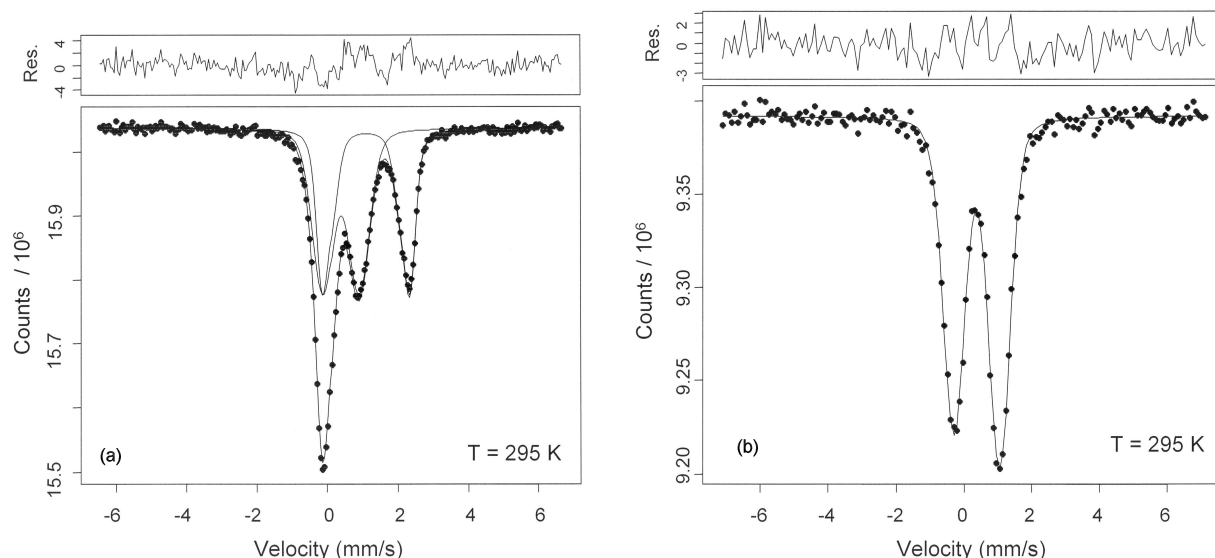 Res.
4
0
-4
Counts / 10⁶
15.9
15.7
15.5
(a)
T = 295 K
-6
-4
-2
0
2
4
6
Velocity (mm/s)
Res.
2
0
-3
Counts / 10⁶
9.35
9.30
9.25
9.20
(b)
T = 295 K
-6
-4
-2
0
2
4
6
Velocity (mm/s)